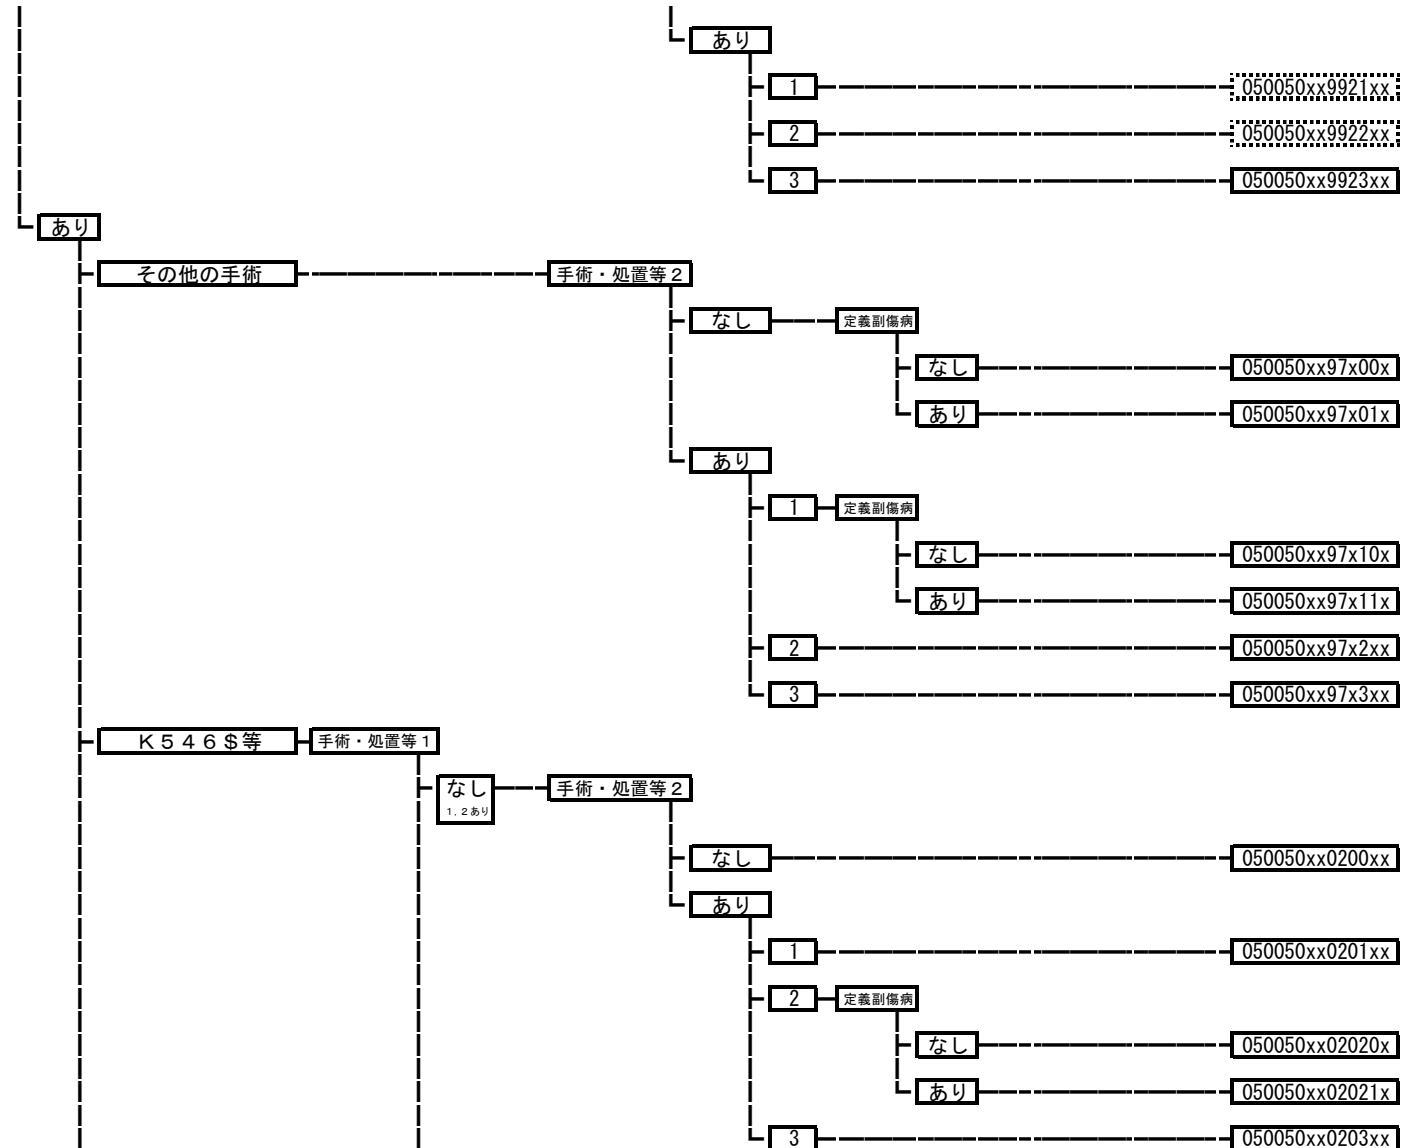 あり
1 050050xx9921xx
2 050050xx9922xx
3 050050xx9923xx
あり
その他の手術 手術・処置等2
なし 定義副傷病
なし 050050xx97x00x
あり 050050xx97x01x
あり
1 定義副傷病
なし 050050xx97x10x
あり 050050xx97x11x
2 050050xx97x2xx
3 050050xx97x3xx
K546$等 手術・処置等1
なし 手術・処置等2
1,2あり
なし 050050xx0200xx
あり
1 050050xx0201xx
2 定義副傷病
なし 050050xx02020x
あり 050050xx02021x
3 050050xx0203xx